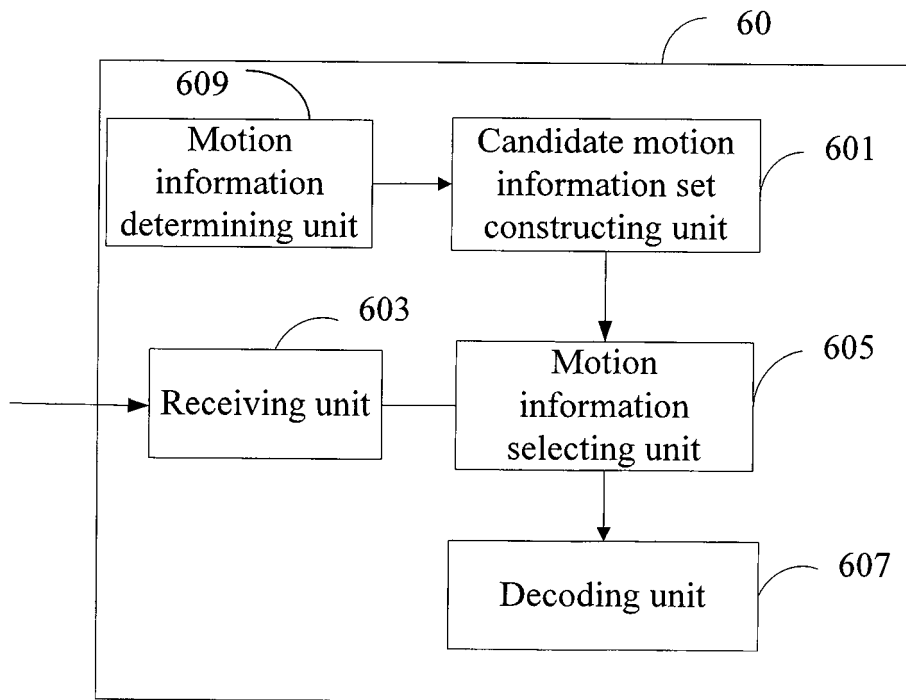 60
609
Motion
information
determining unit
Candidate motion
information set
constructing unit
601
603
Receiving unit
Motion
information
selecting unit
605
Decoding unit
607